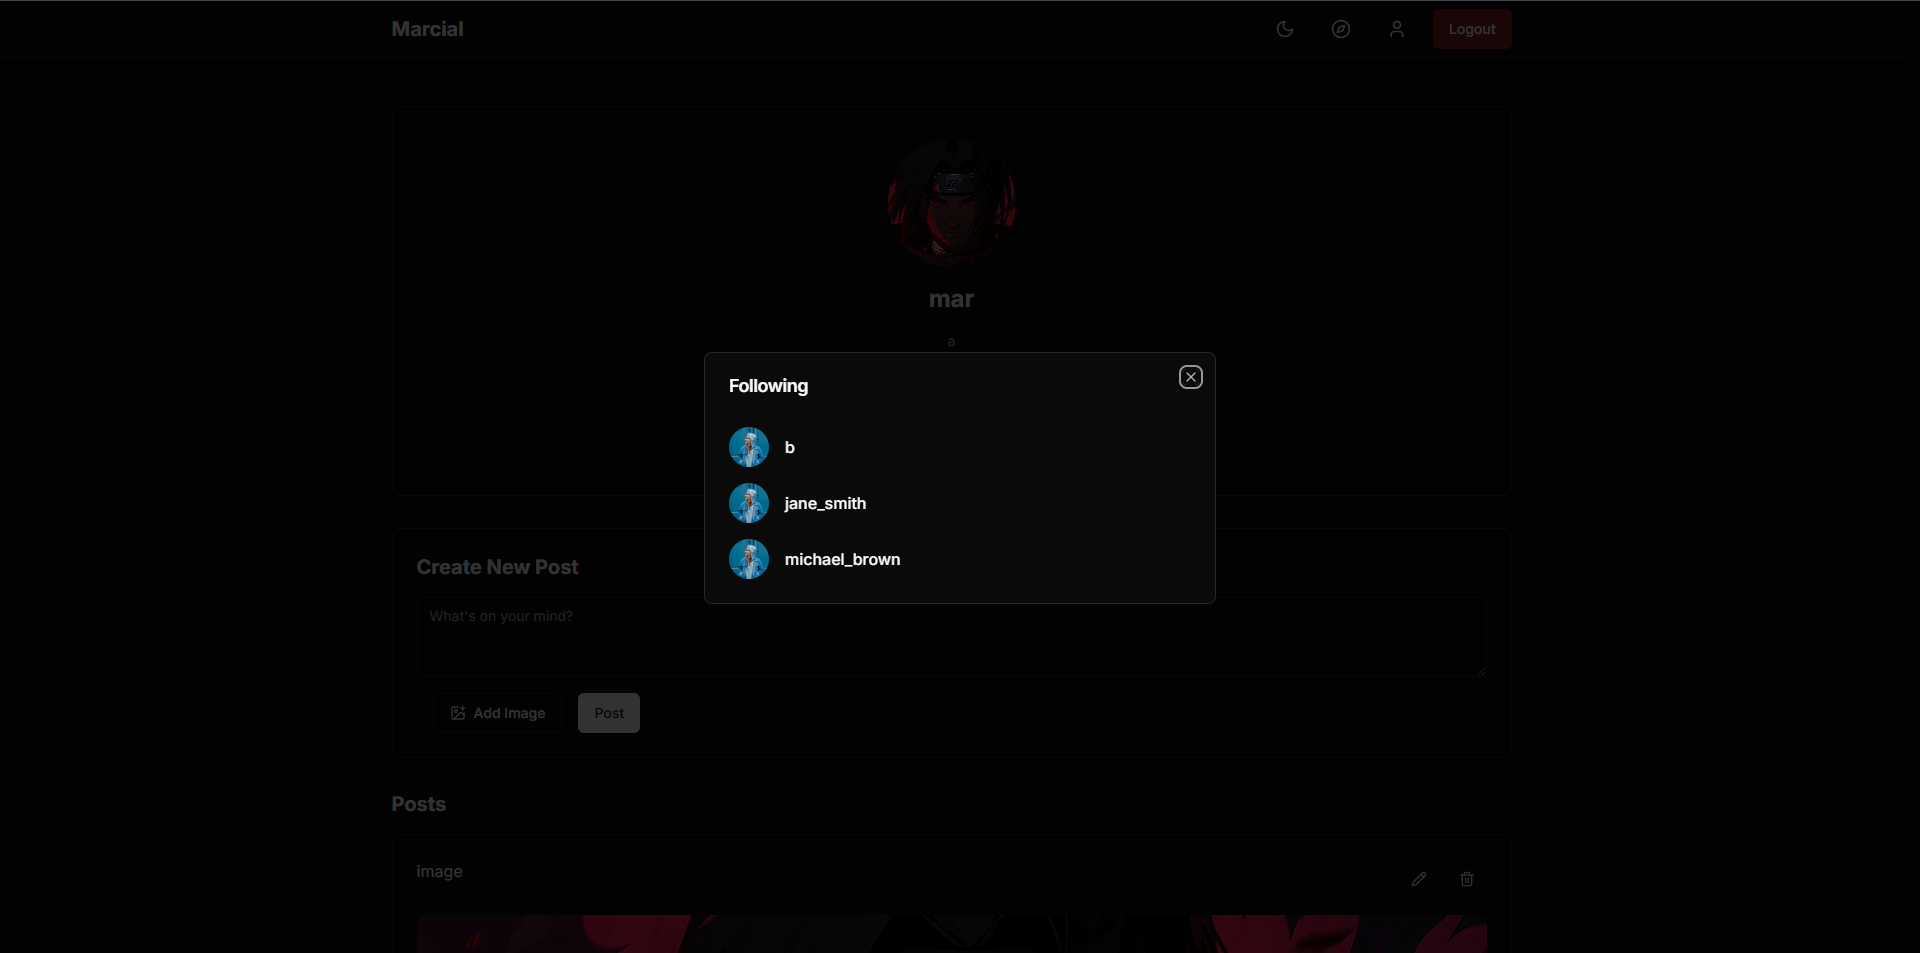 Marcial
Logout
mar
a
Following
b
jane_smith
michael_brown
Create New Post
What's on your mind?
Add Image
Post
Posts
image